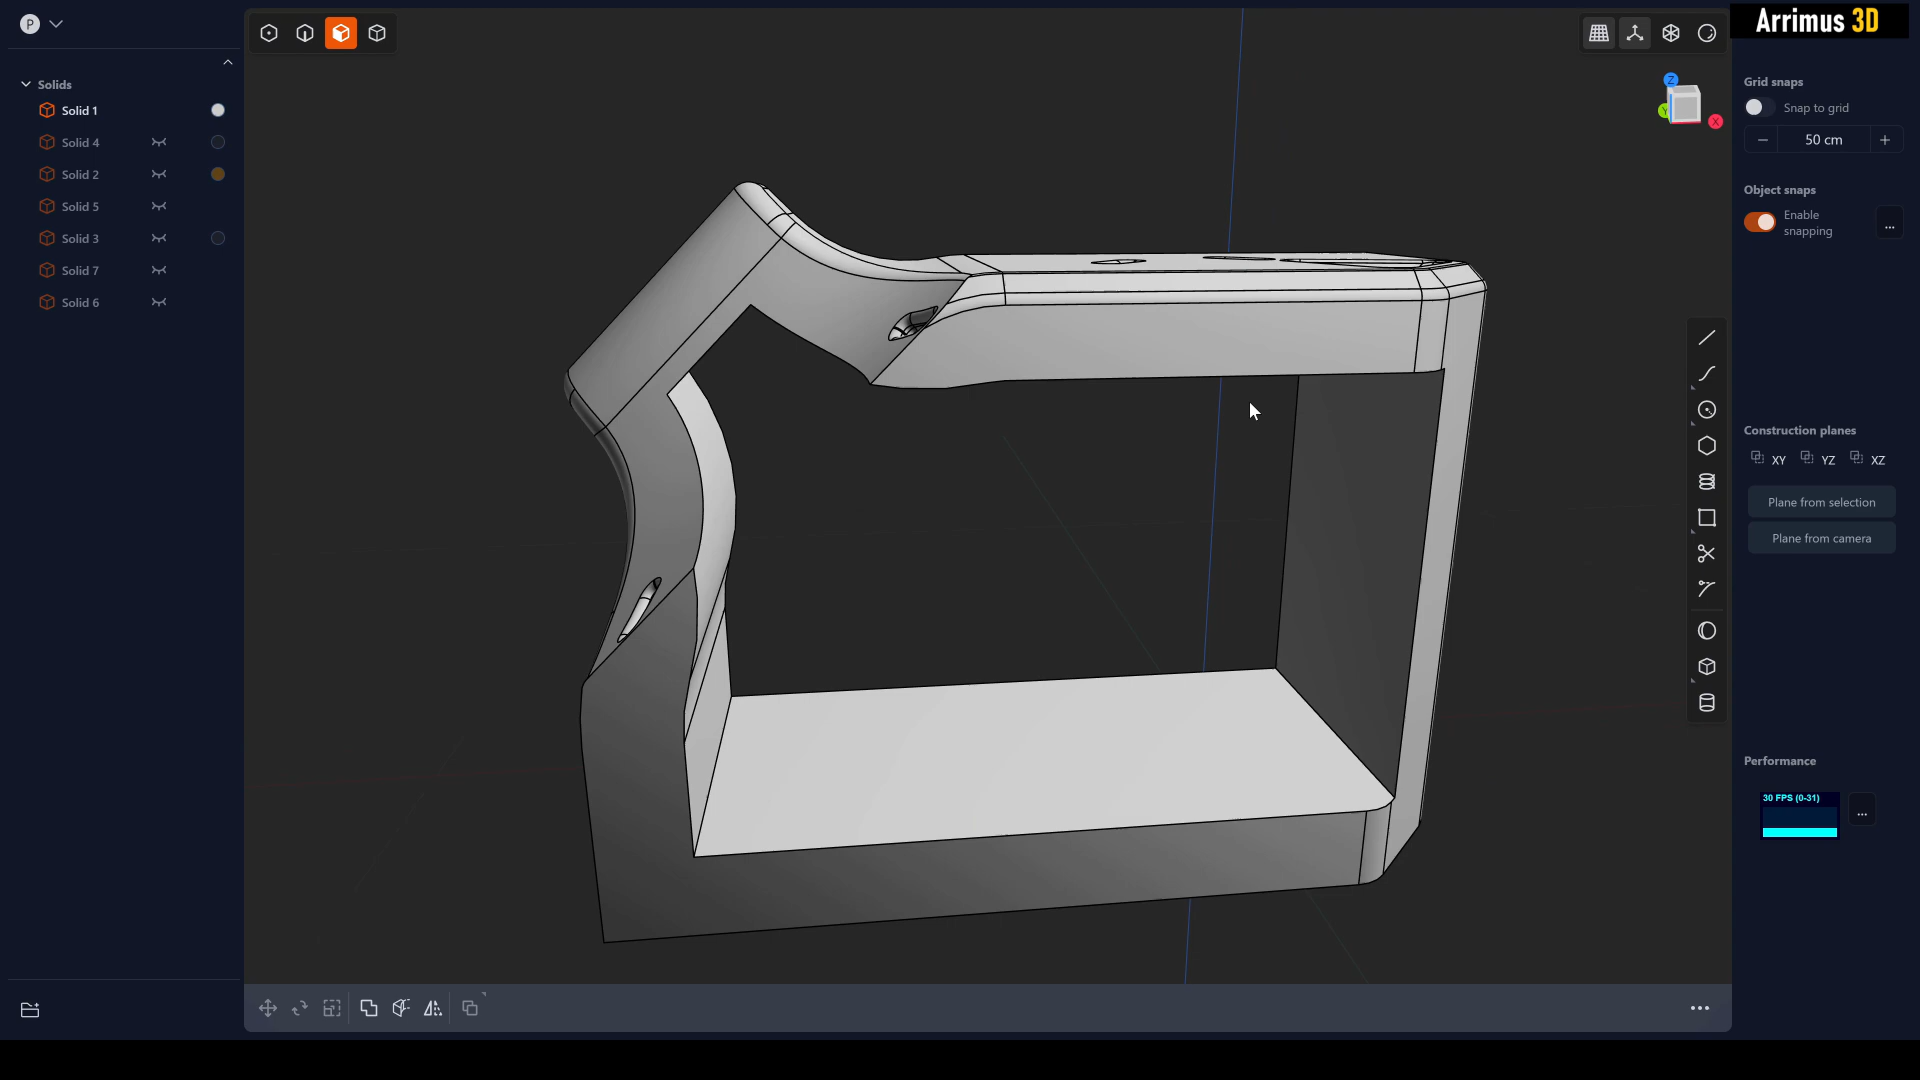 P
Arrimus 3D
Solids
Solid 1
Solid 4
Solid 2
Solid 5
Solid 3
Solid 7
Solid 6
Z
Y
X
Grid snaps
Snap to grid
50 cm
Object snaps
Enable
snapping
...
Construction planes
XY
YZ
XZ
Plane from selection
Plane from camera
Performance
30 FPS (0-31)
...